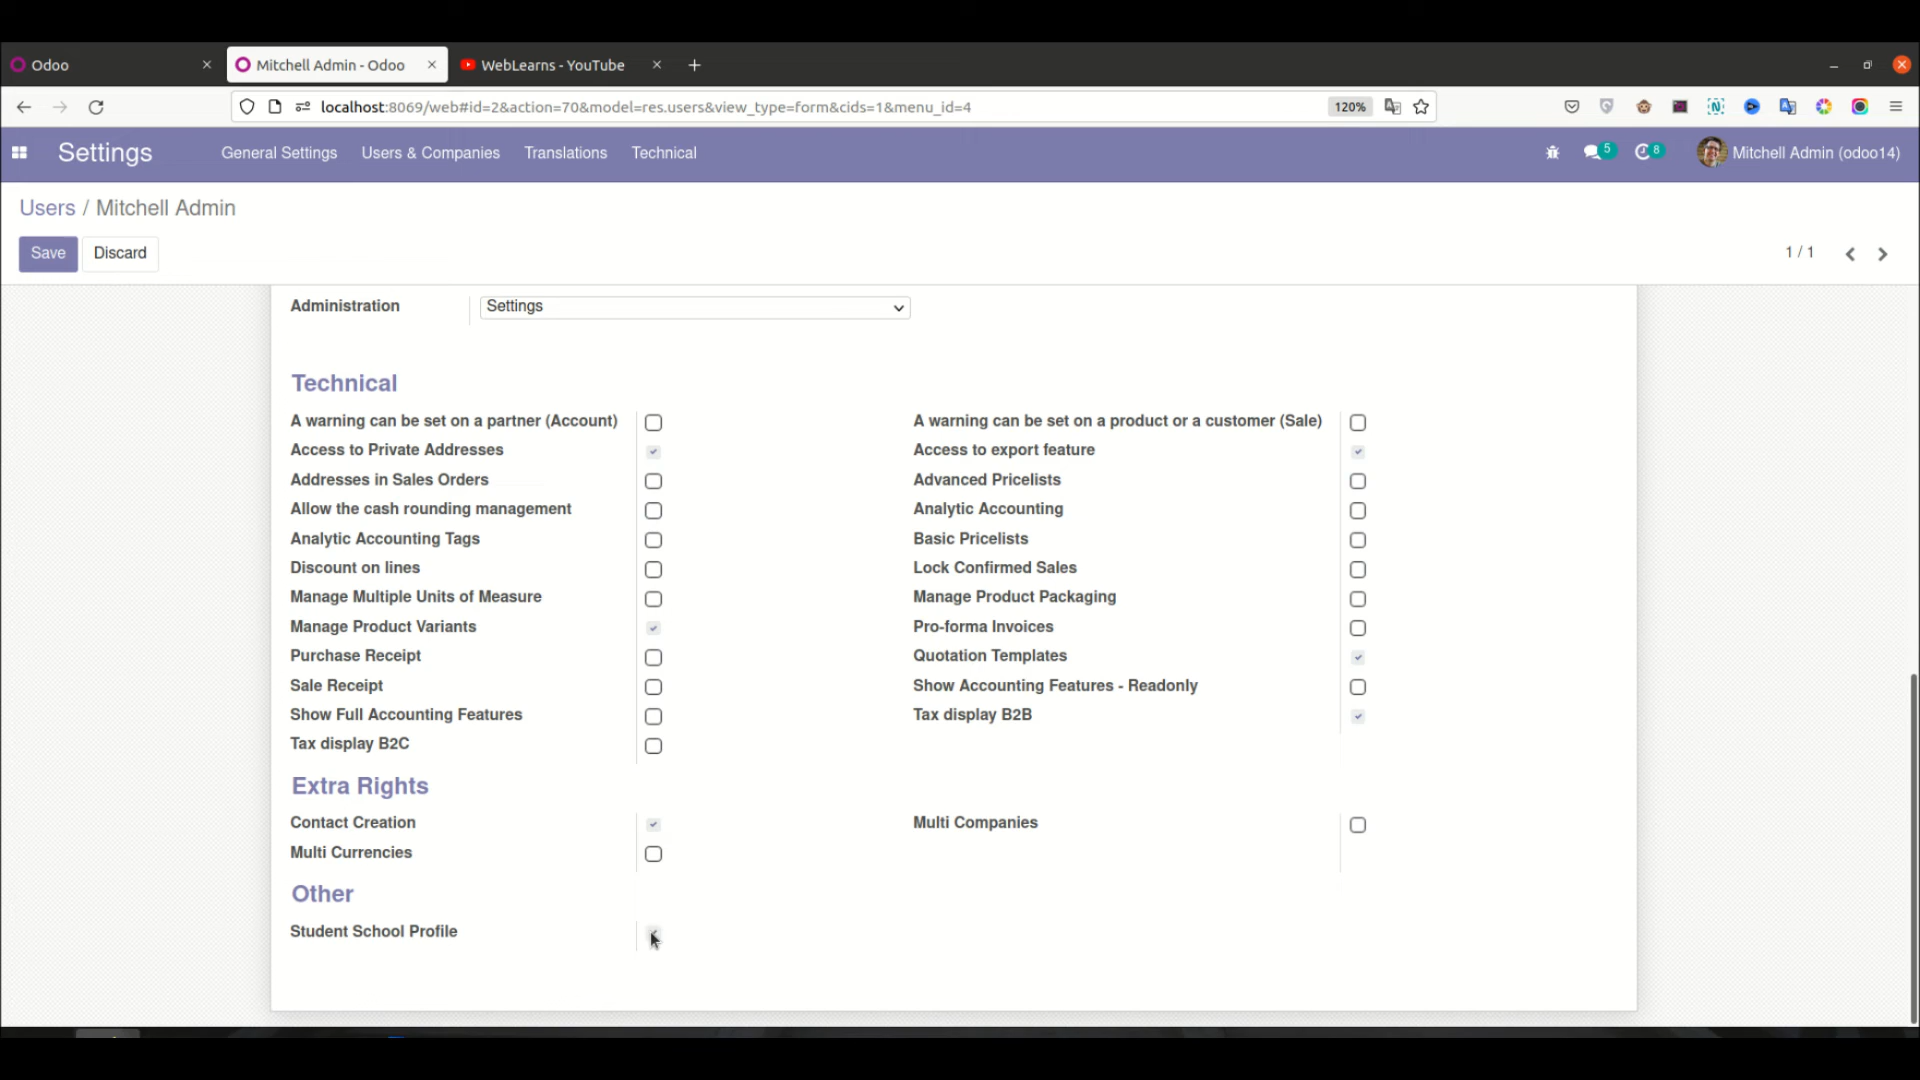 Odoo
Mitchell Admin - Odoo
WebLearns - YouTube
localhost:8069/web#id=2&action=70&model=res.users&view_type=form&cids=1&menu_id=4
120%
Settings
General Settings
Users & Companies
Translations
Technical
5
8
Mitchell Admin (odoo14)
Users / Mitchell Admin
Save
Discard
1 / 1
Administration
Settings
Technical
A warning can be set on a partner (Account)
A warning can be set on a product or a customer (Sale)
Access to Private Addresses
Access to export feature
Addresses in Sales Orders
Advanced Pricelists
Allow the cash rounding management
Analytic Accounting
Analytic Accounting Tags
Basic Pricelists
Discount on lines
Lock Confirmed Sales
Manage Multiple Units of Measure
Manage Product Packaging
Manage Product Variants
Pro-forma Invoices
Purchase Receipt
Quotation Templates
Sale Receipt
Show Accounting Features - Readonly
Show Full Accounting Features
Tax display B2B
Tax display B2C
Extra Rights
Contact Creation
Multi Companies
Multi Currencies
Other
Student School Profile